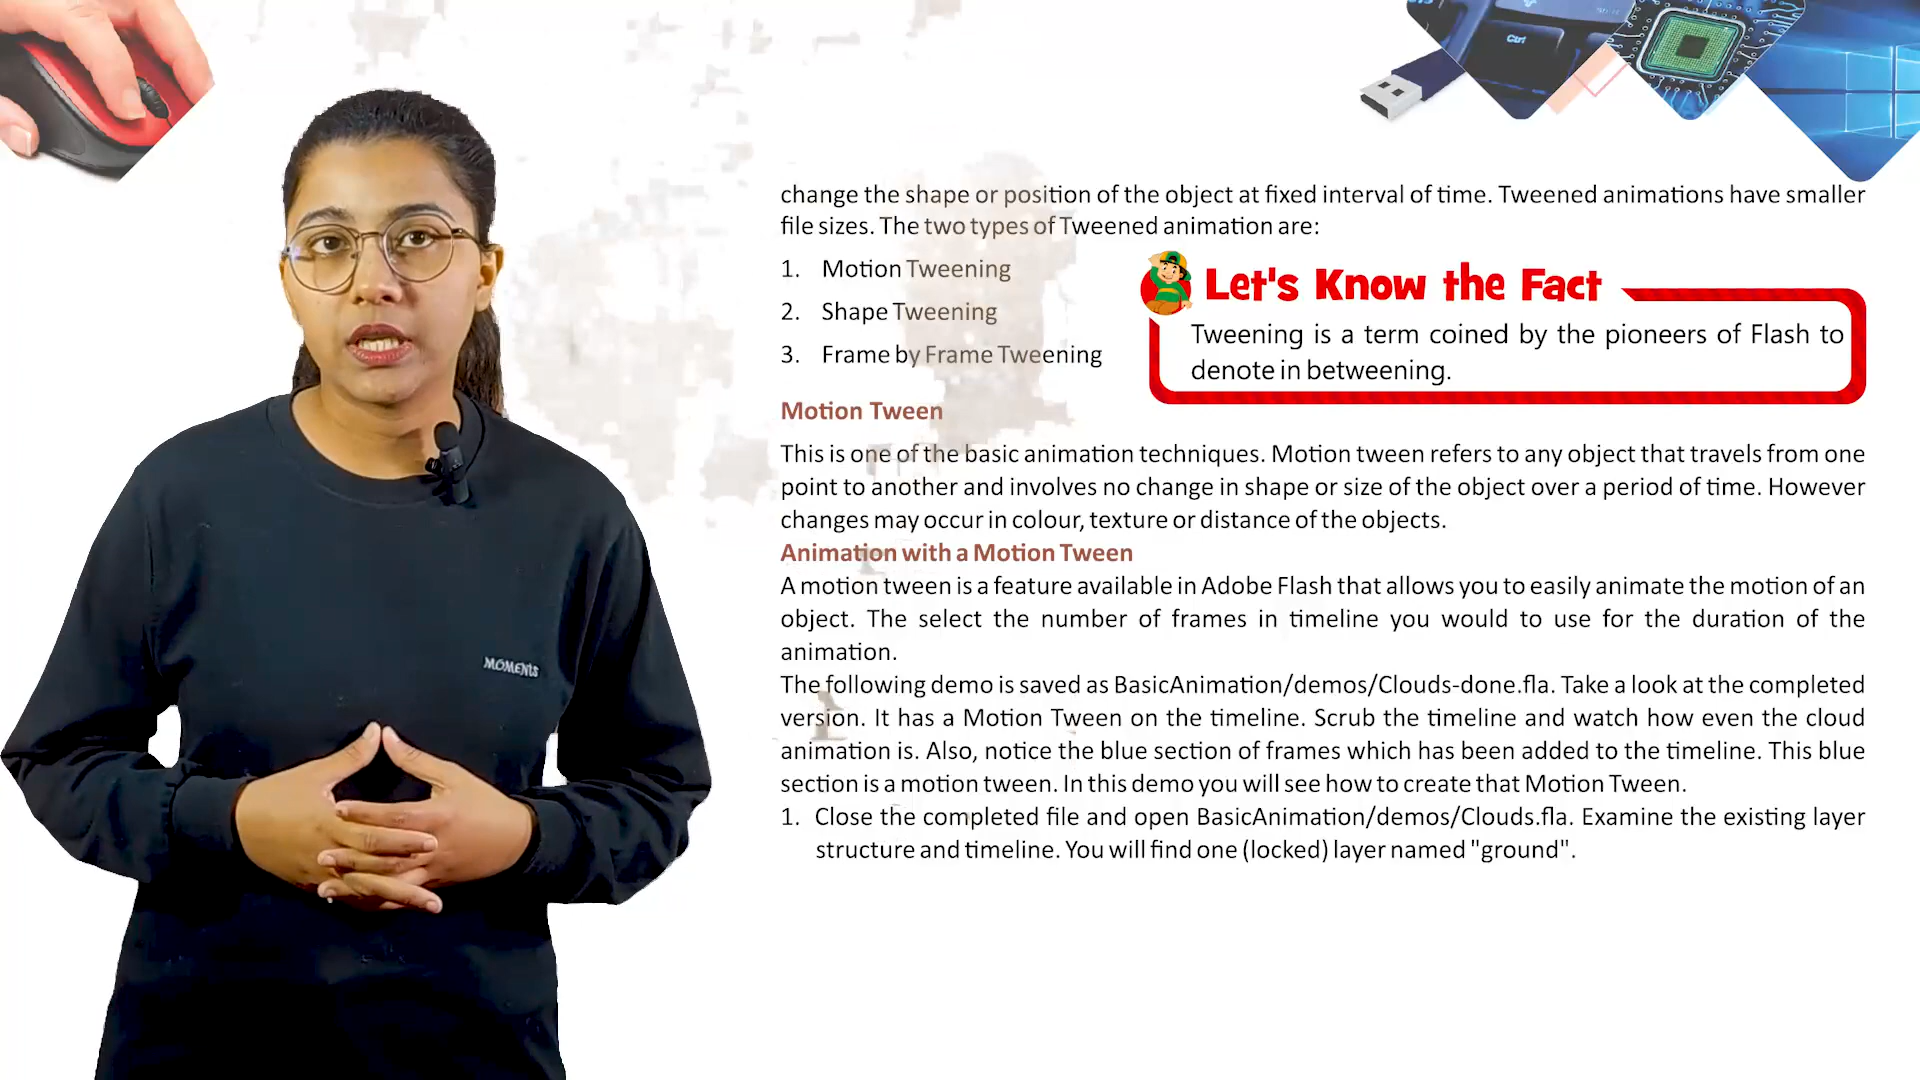 Ctrl
change the shape or position of the object at fixed interval of time. Tweened animations have smaller
file sizes. The two types of Tweened animation are:
1. Motion Tweening
2. Shape Tweening
3. Frame by Frame Tweening
Let's Know the Fact
Tweening is a term coined by the pioneers of Flash to
denote in betweening.
Motion Tween
This is one of the basic animation techniques. Motion tween refers to any object that travels from one
point to another and involves no change in shape or size of the object over a period of time. However
changes may occur in colour, texture or distance of the objects.
Animation with a Motion Tween
A motion tween is a feature available in Adobe Flash that allows you to easily animate the motion of an
object. The select the number of frames in timeline you would to use for the duration of the
animation.
The following demo is saved as BasicAnimation/demos/Clouds-done.fla. Take a look at the completed
version. It has a Motion Tween on the timeline. Scrub the timeline and watch how even the cloud
animation is. Also, notice the blue section of frames which has been added to the timeline. This blue
section is a motion tween. In this demo you will see how to create that Motion Tween.
1. Close the completed file and open BasicAnimation/demos/Clouds.fla. Examine the existing layer
structure and timeline. You will find one (locked) layer named "ground".
MOMENTS